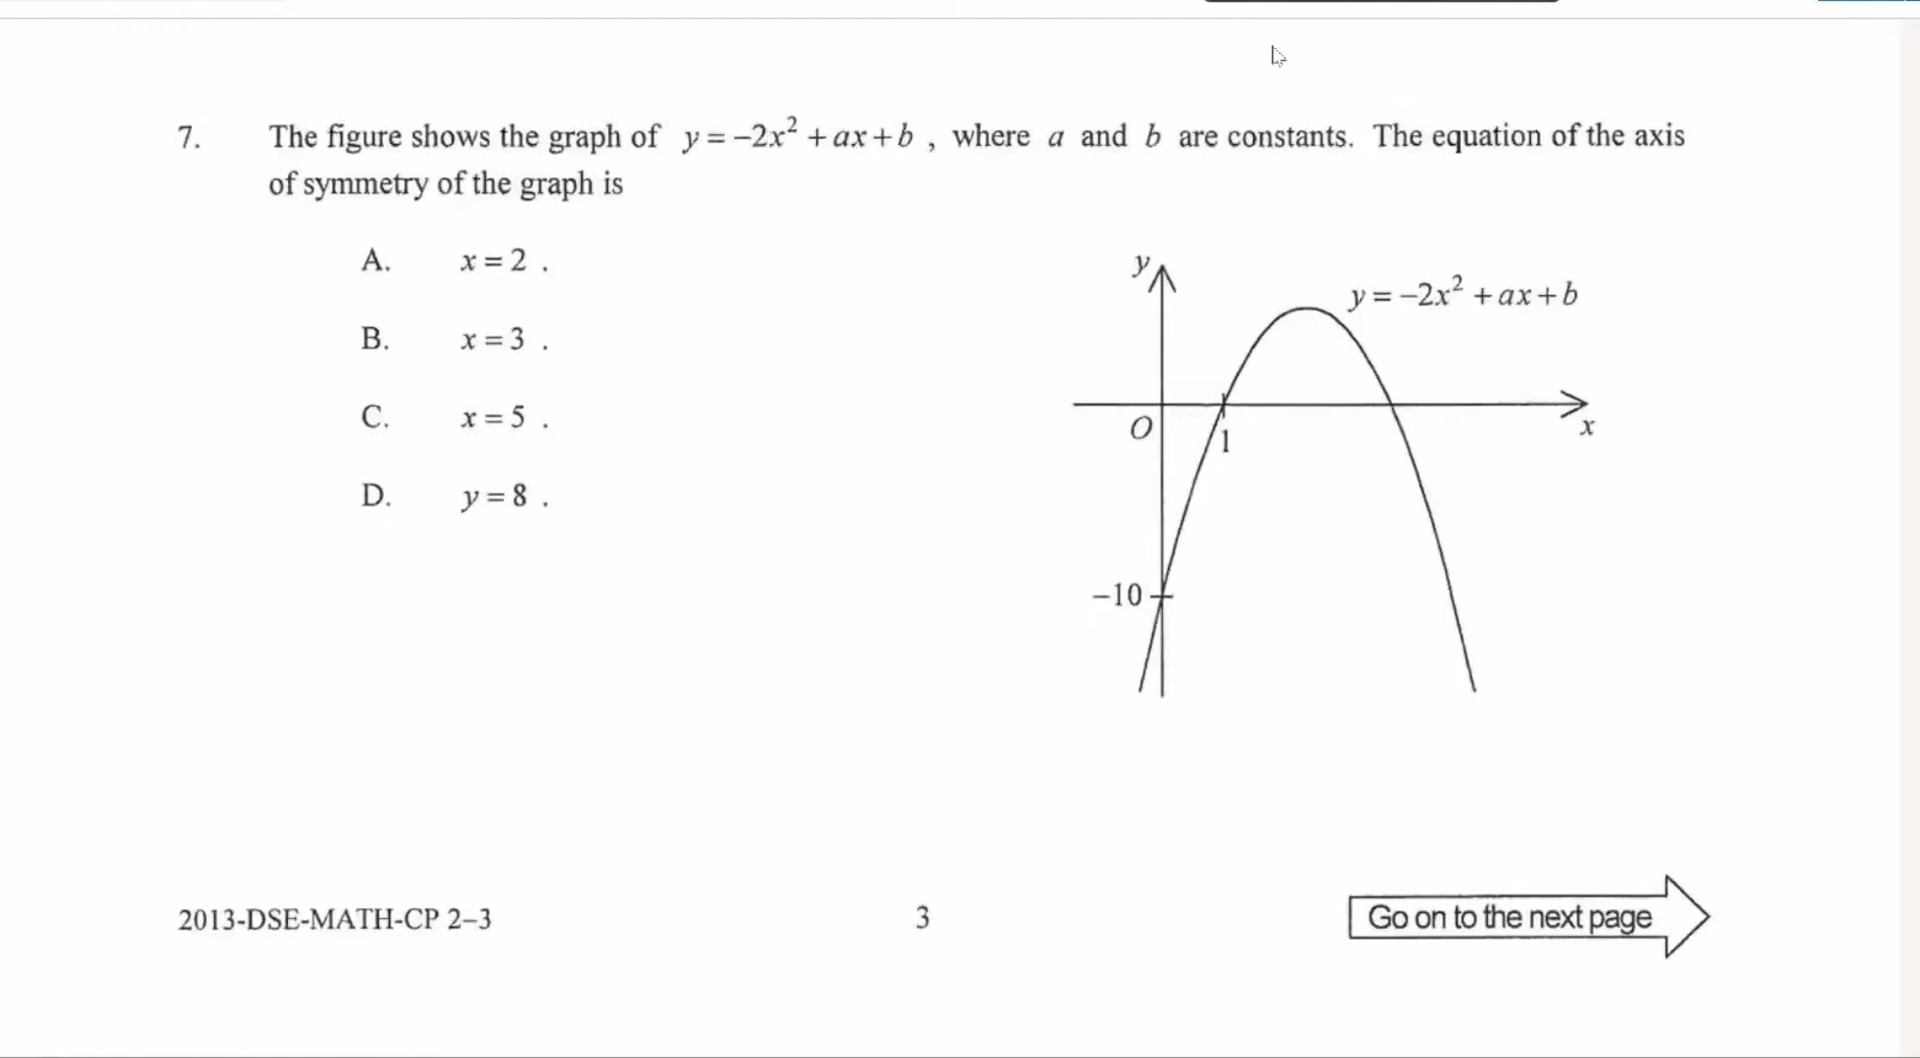 7. The figure shows the graph of y = −2x² + ax + b , where a and b are constants. The equation of the axis
of symmetry of the graph is
A. x = 2 .
B. x = 3 .
C. x = 5 .
D. y = 8 .
y
y = −2x² + ax + b
O
1
x
−10
2013-DSE-MATH-CP 2–3
3
Go on to the next page